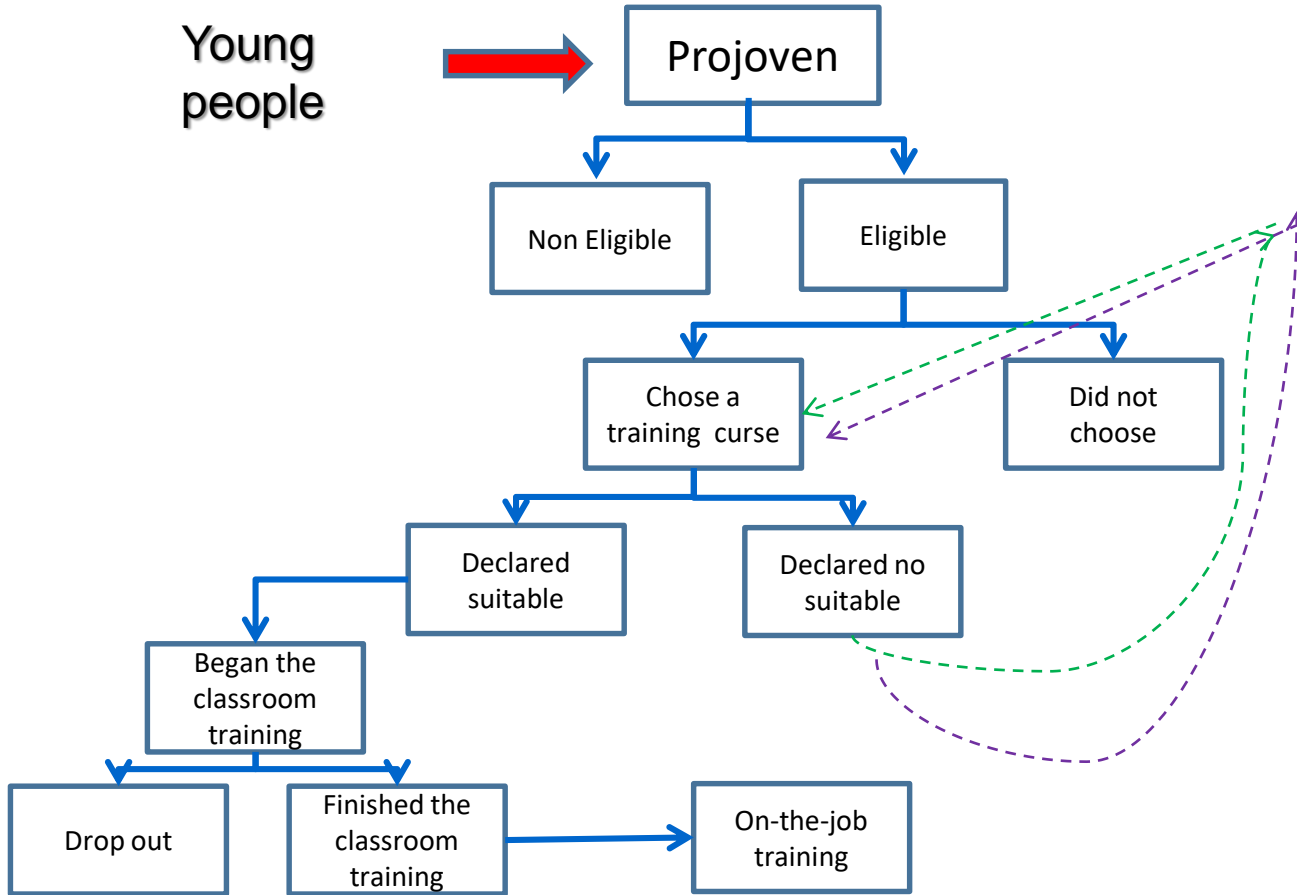 Young
people
Projoven
Non Eligible
Eligible
Chose a
training curse
Did not
choose
Declared
suitable
Declared no
suitable
Began the
classroom
training
Drop out
Finished the
classroom
training
On-the-job
training